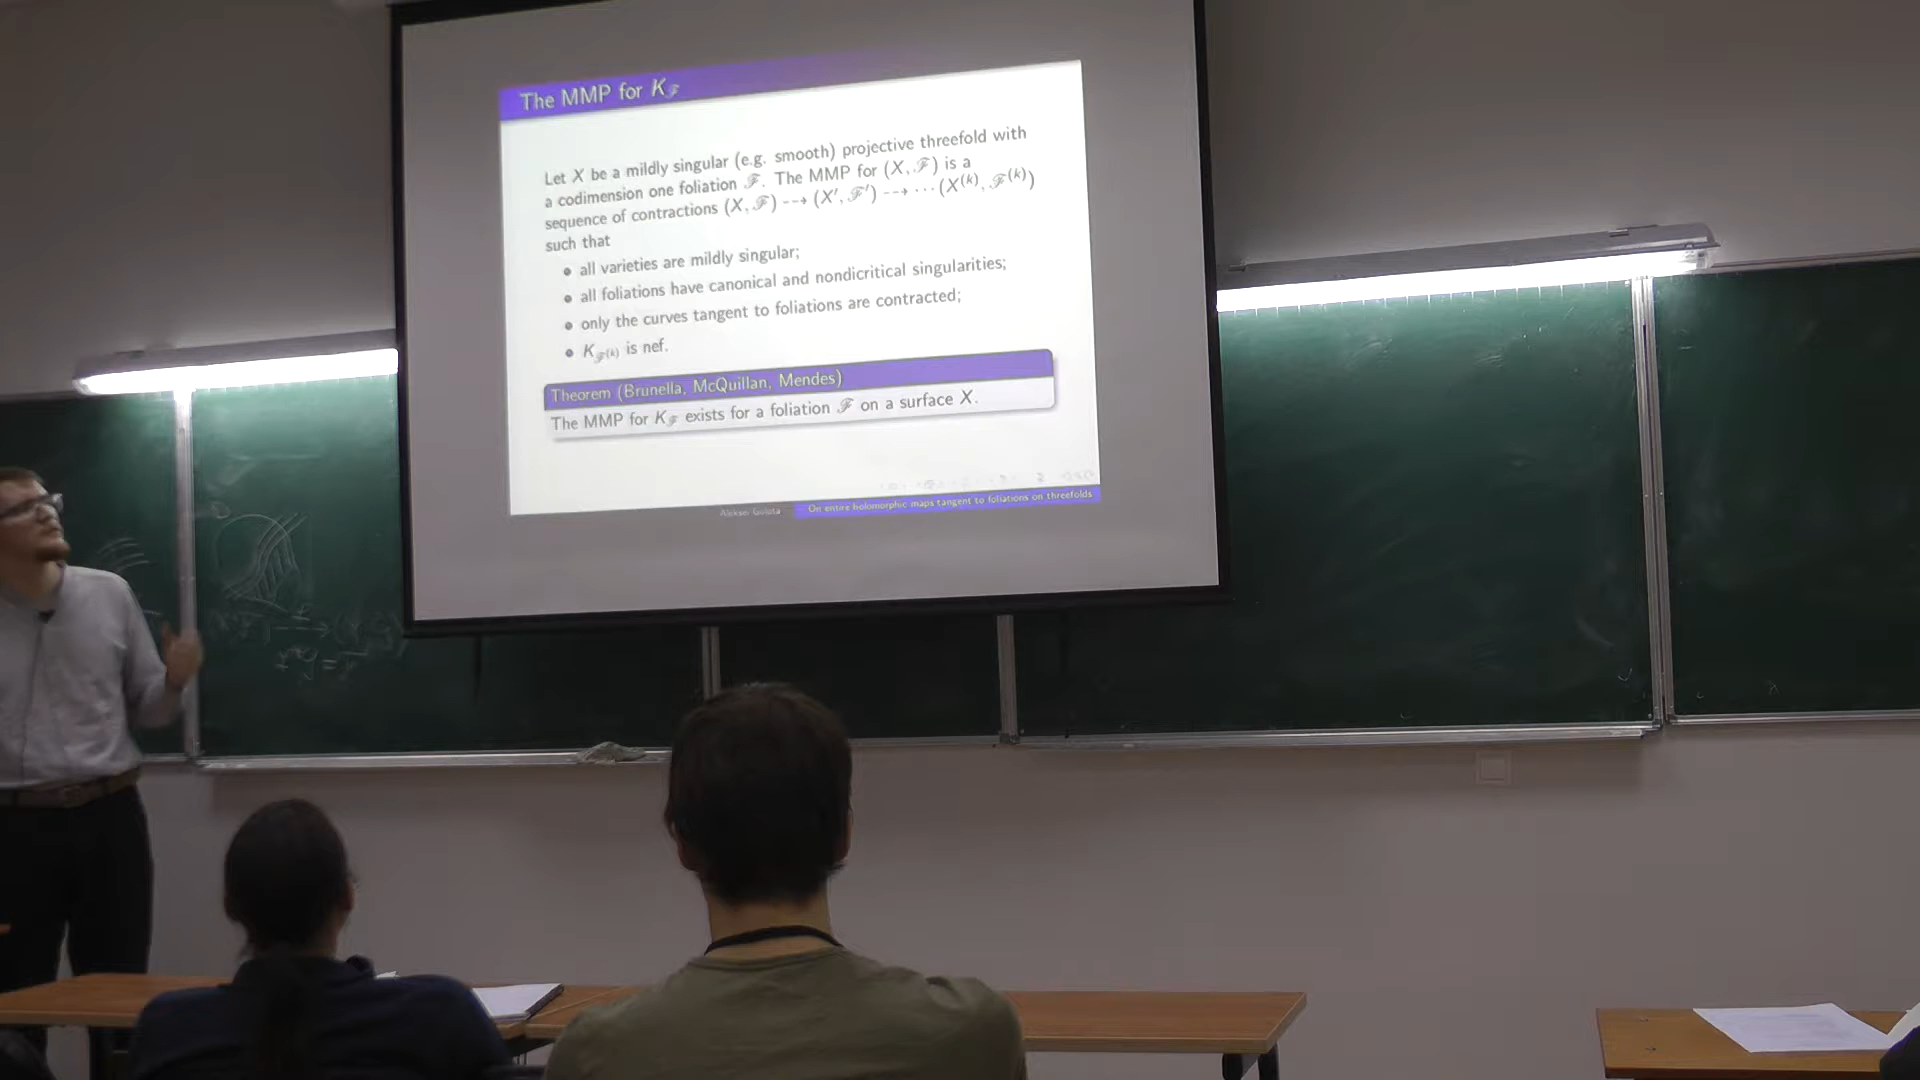 The MMP for K_ℱ
Let X be a mildly singular (e.g. smooth) projective threefold with
a codimension one foliation ℱ. The MMP for (X, ℱ) is a
sequence of contractions (X, ℱ) ⇢ (X′, ℱ′) ⇢ ⋯ (X^(k), ℱ^(k))
such that
• all varieties are mildly singular;
• all foliations have canonical and nondicritical singularities;
• only the curves tangent to foliations are contracted;
• K_ℱ^(k) is nef.
Theorem (Brunella, McQuillan, Mendes)
The MMP for K_ℱ exists for a foliation ℱ on a surface X.
Aleksei Golota
On entire holomorphic maps tangent to foliations on threefolds